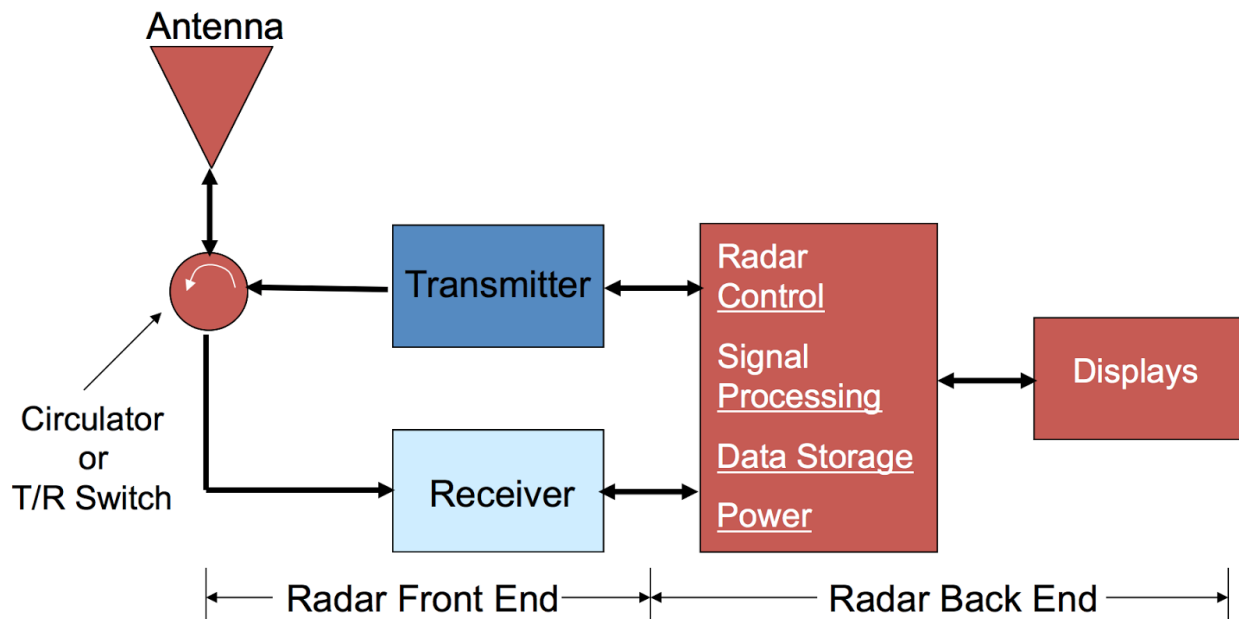 Antenna
Transmitter
Radar
Control
Signal
Processing
Data Storage
Power
Displays
Circulator
or
T/R Switch
Receiver
Radar Front End
Radar Back End